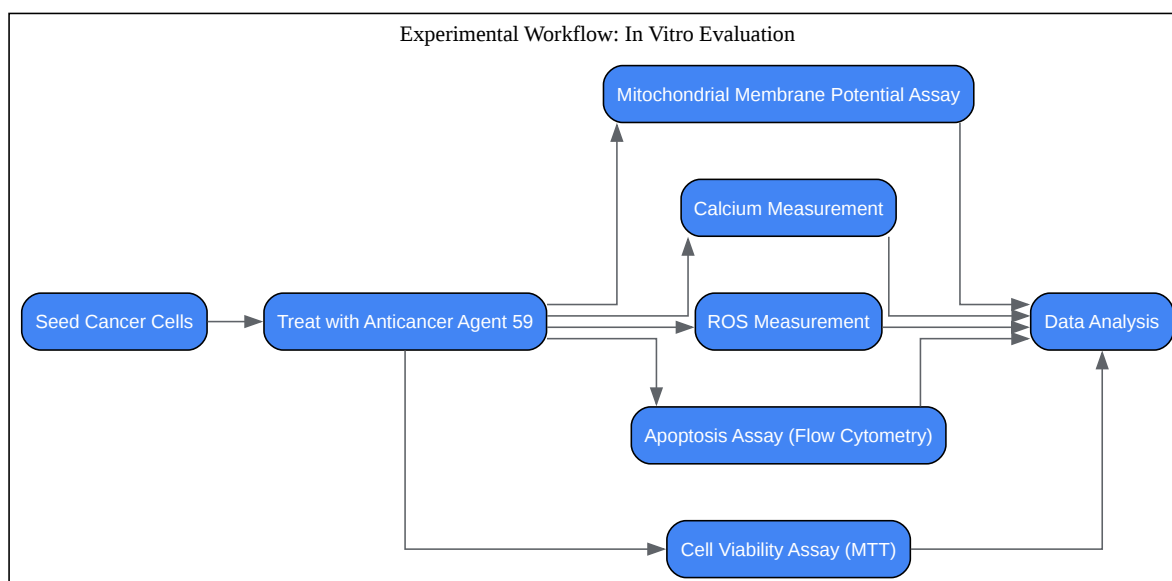 Experimental Workflow: In Vitro Evaluation
Mitochondrial Membrane Potential Assay
Calcium Measurement
Seed Cancer Cells
Treat with Anticancer Agent 59
ROS Measurement
Data Analysis
Apoptosis Assay (Flow Cytometry)
Cell Viability Assay (MTT)